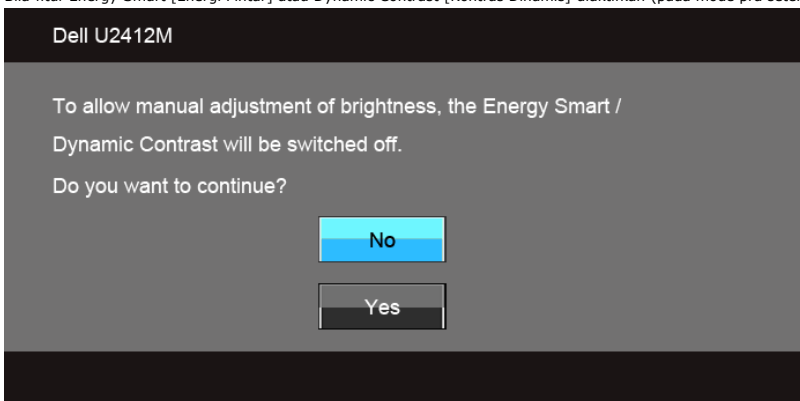 Dell U2412M
To allow manual adjustment of brightness, the Energy Smart /
Dynamic Contrast will be switched off.
Do you want to continue?
No
Yes